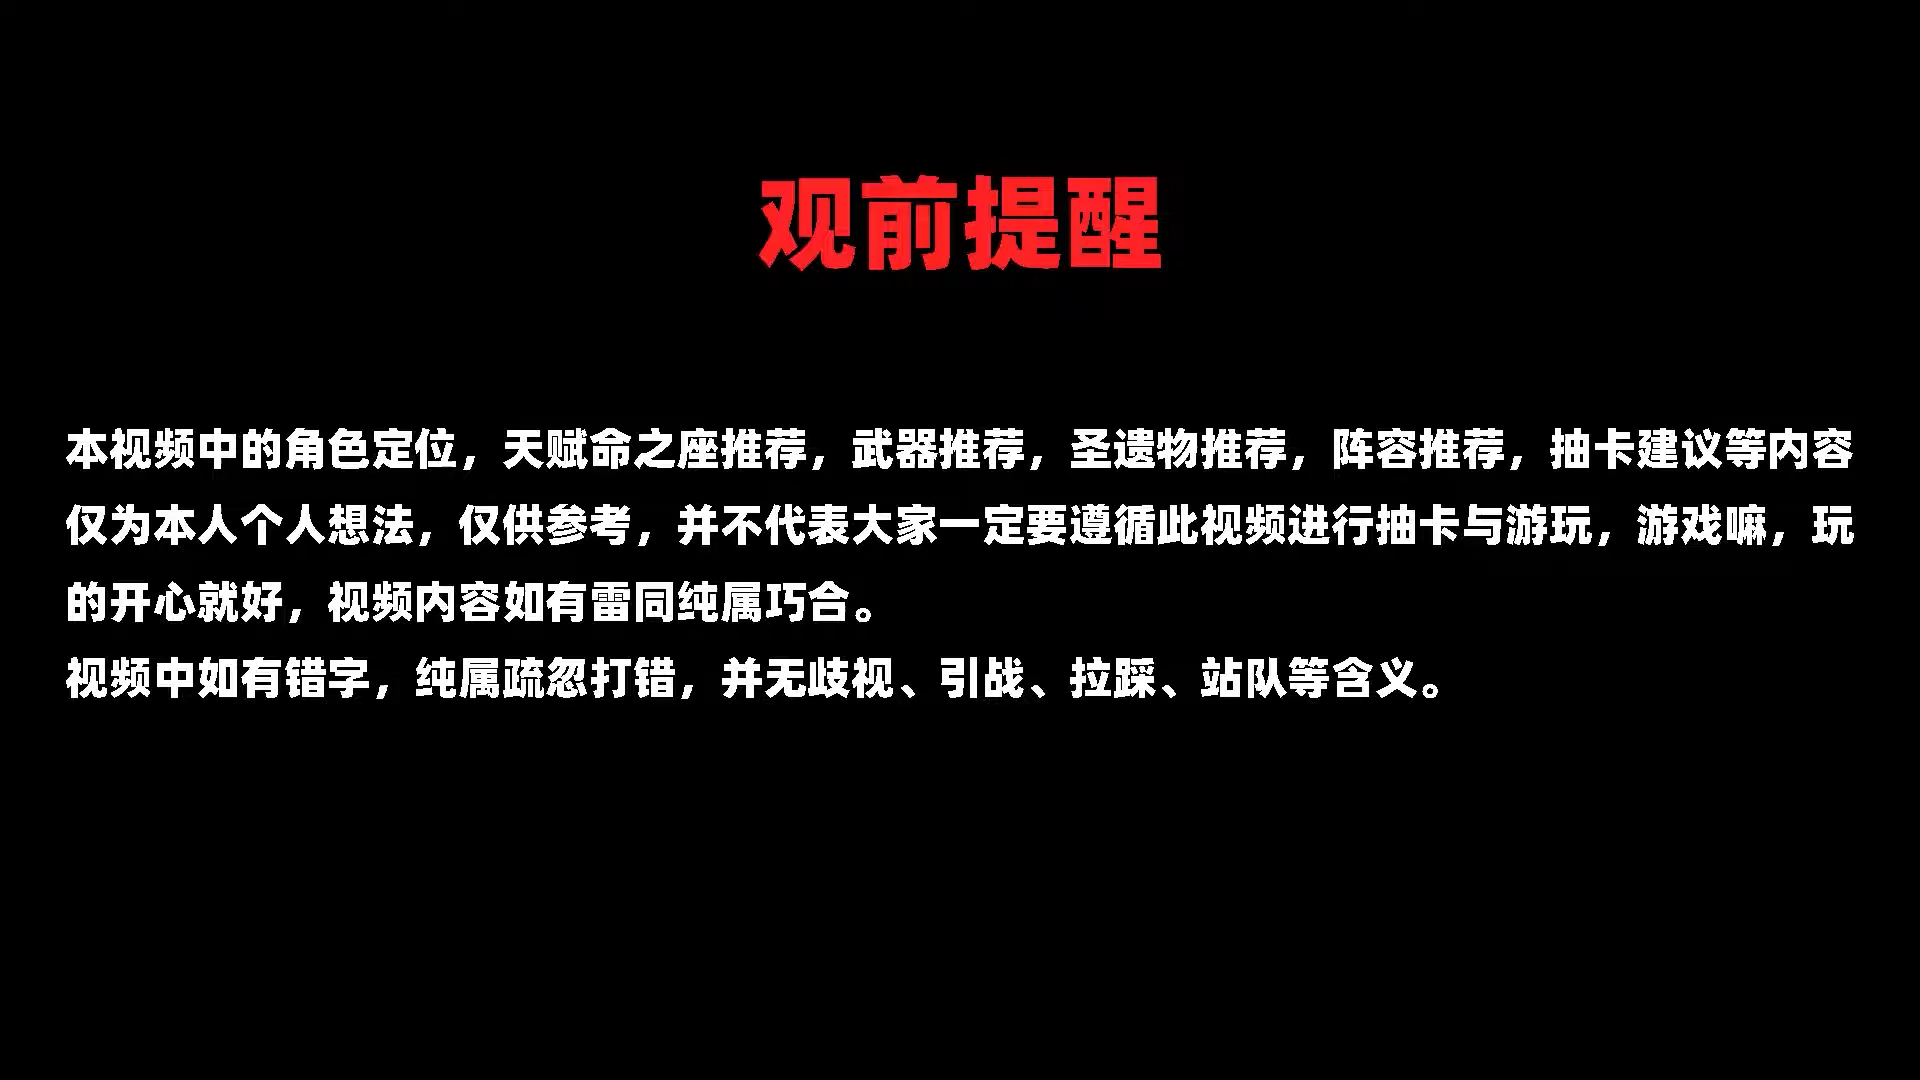 观前提醒
本视频中的角色定位，天赋命之座推荐，武器推荐，圣遗物推荐，阵容推荐，抽卡建议等内容
仅为本人个人想法，仅供参考，并不代表大家一定要遵循此视频进行抽卡与游玩，游戏嘛，玩
的开心就好，视频内容如有雷同纯属巧合。
视频中如有错字，纯属疏忽打错，并无歧视、引战、拉踩、站队等含义。